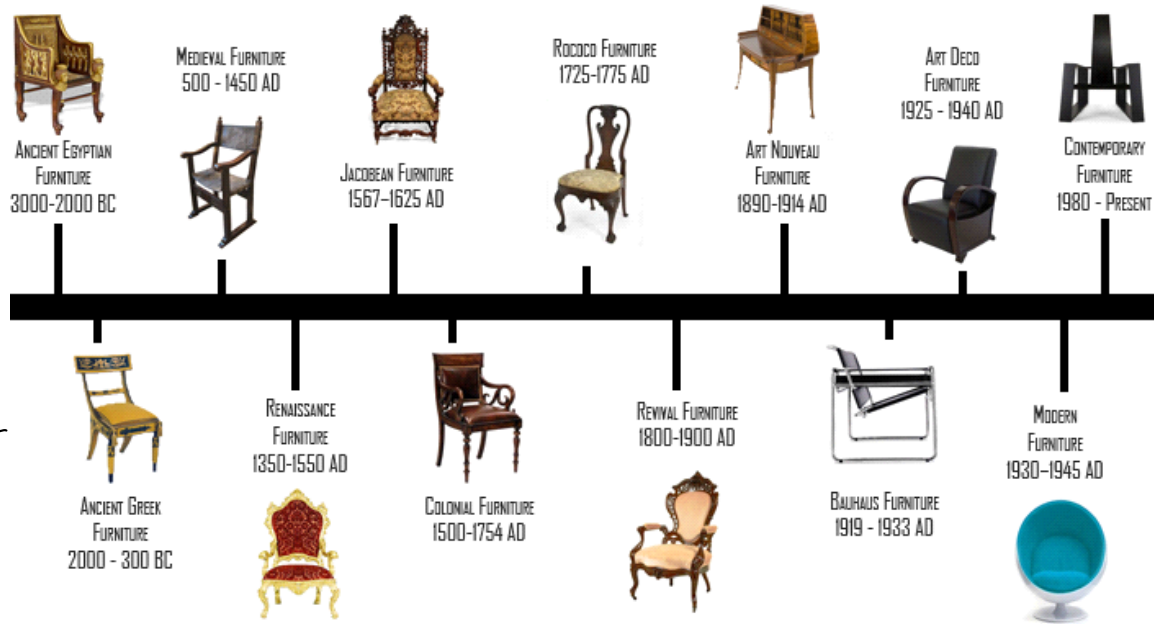 Ancient Egyptian
Furniture
3000-2000 BC
Medieval Furniture
500 - 1450 AD
Jacobean Furniture
1567–1625 AD
Rococo Furniture
1725-1775 AD
Art Nouveau
Furniture
1890-1914 AD
Art Deco
Furniture
1925 - 1940 AD
Contemporary
Furniture
1980 - Present
Ancient Greek
Furniture
2000 - 300 BC
Renaissance
Furniture
1350-1550 AD
Colonial Furniture
1500-1754 AD
Revival Furniture
1800-1900 AD
Bauhaus Furniture
1919 - 1933 AD
Modern
Furniture
1930–1945 AD